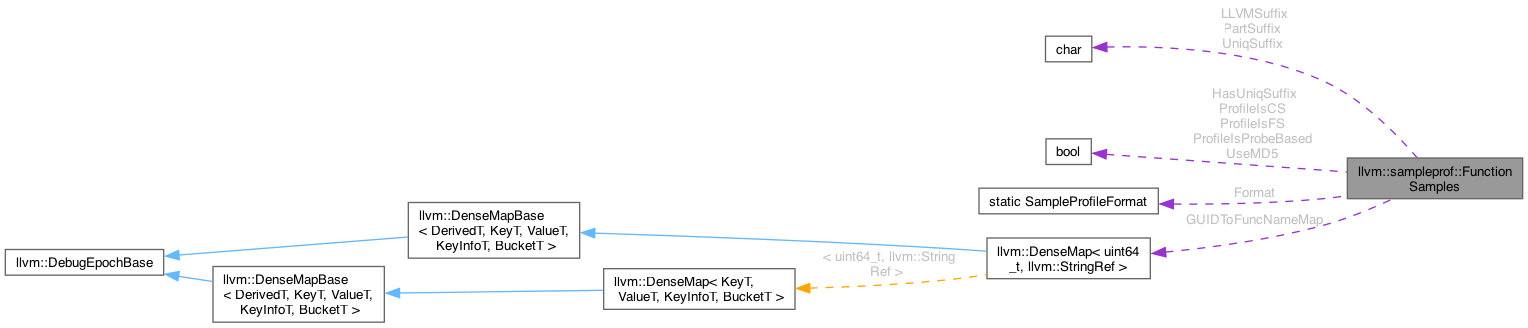 LLVMSuffix
PartSuffix
UniqSuffix
char
HasUniqSuffix
ProfileIsCS
ProfileIsFS
ProfileIsProbeBased
UseMD5
bool
llvm::sampleprof::Function
Samples
Format
static SampleProfileFormat
GUIDToFuncNameMap
llvm::DenseMapBase
< DerivedT, KeyT, ValueT,
KeyInfoT, BucketT >
llvm::DenseMap< uint64
_t, llvm::StringRef >
< uint64_t, llvm::String
Ref >
llvm::DebugEpochBase
llvm::DenseMapBase
< DerivedT, KeyT, ValueT,
KeyInfoT, BucketT >
llvm::DenseMap< KeyT,
ValueT, KeyInfoT, BucketT >